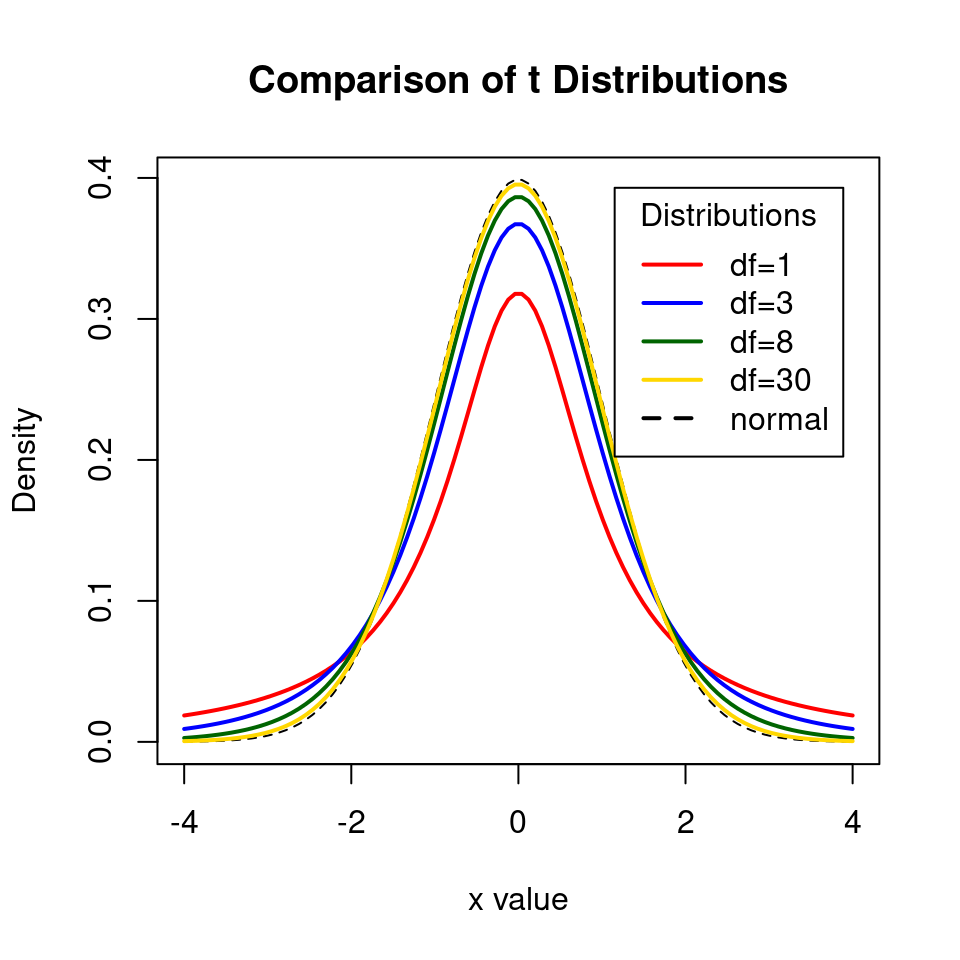 Comparison of t Distributions
Density
0.4
0.3
0.2
0.1
0.0
Distributions
df=1
df=3
df=8
df=30
normal
-4 -2 0 2 4
x value